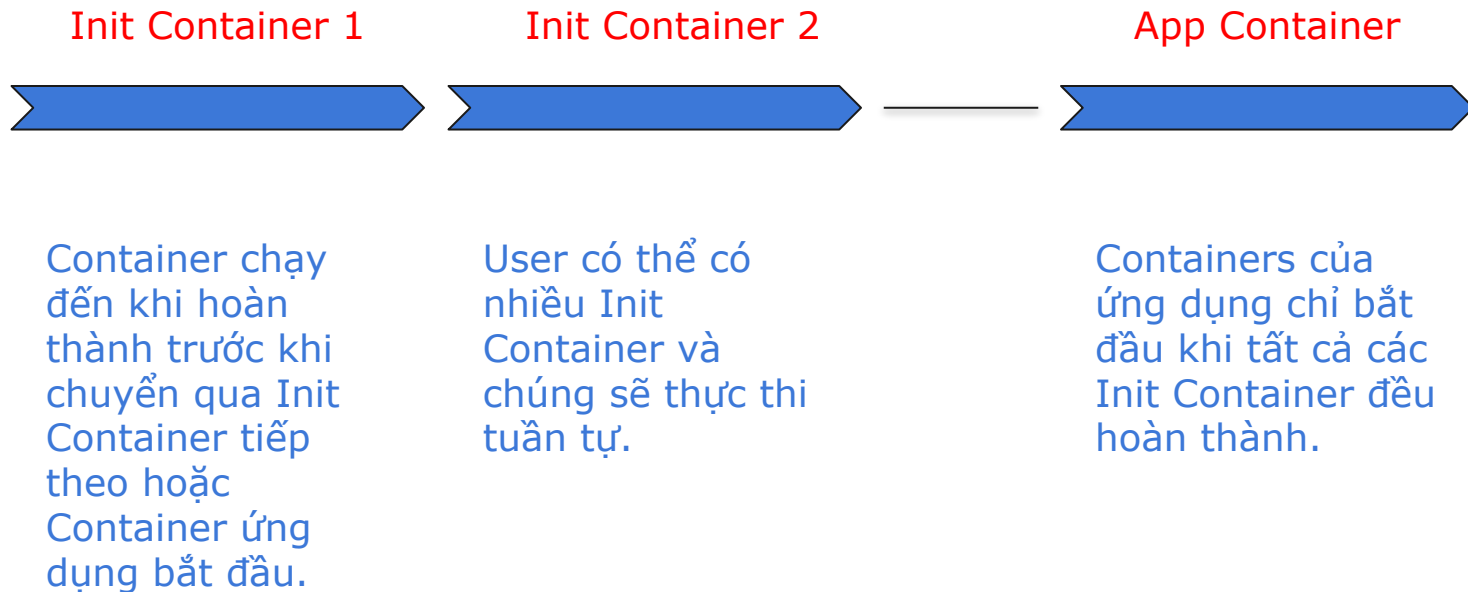 Init Container 1
Init Container 2
App Container
Container chạy
đến khi hoàn
thành trước khi
chuyển qua Init
Container tiếp
theo hoặc
Container ứng
dụng bắt đầu.
User có thể có
nhiều Init
Container và
chúng sẽ thực thi
tuần tự.
Containers của
ứng dụng chỉ bắt
đầu khi tất cả các
Init Container đều
hoàn thành.